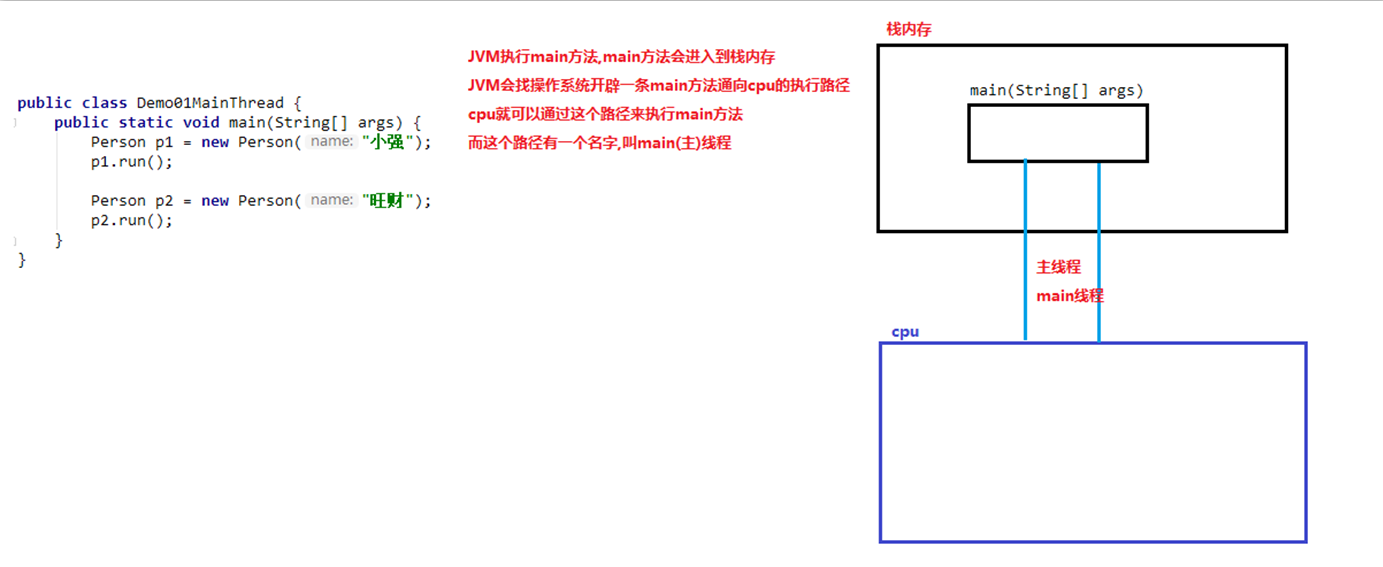 public class Demo01MainThread {
public static void main(String[] args) {
Person p1 = new Person( name: "小强");
p1.run();
Person p2 = new Person( name: "旺财");
p2.run();
}
}
JVM执行main方法,main方法会进入到栈内存
JVM会找操作系统开辟一条main方法通向cpu的执行路径
cpu就可以通过这个路径来执行main方法
而这个路径有一个名字,叫main(主)线程
栈内存
main(String[] args)
主线程
main线程
cpu